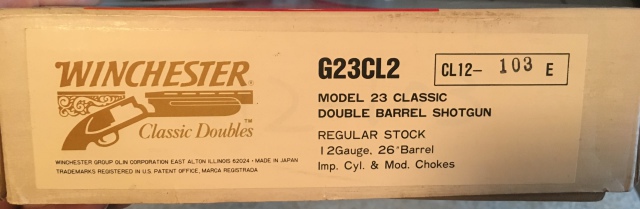 WINCHESTER®
Classic Doubles™
WINCHESTER GROUP OLIN CORPORATION EAST ALTON ILLINOIS 62024 • MADE IN JAPAN
TRADEMARKS REGISTERED IN U.S. PATENT OFFICE, MARCA REGISTRADA
G23CL2
CL12- 103 E
MODEL 23 CLASSIC
DOUBLE BARREL SHOTGUN
REGULAR STOCK
12Gauge, 26"Barrel
Imp. Cyl. & Mod. Chokes